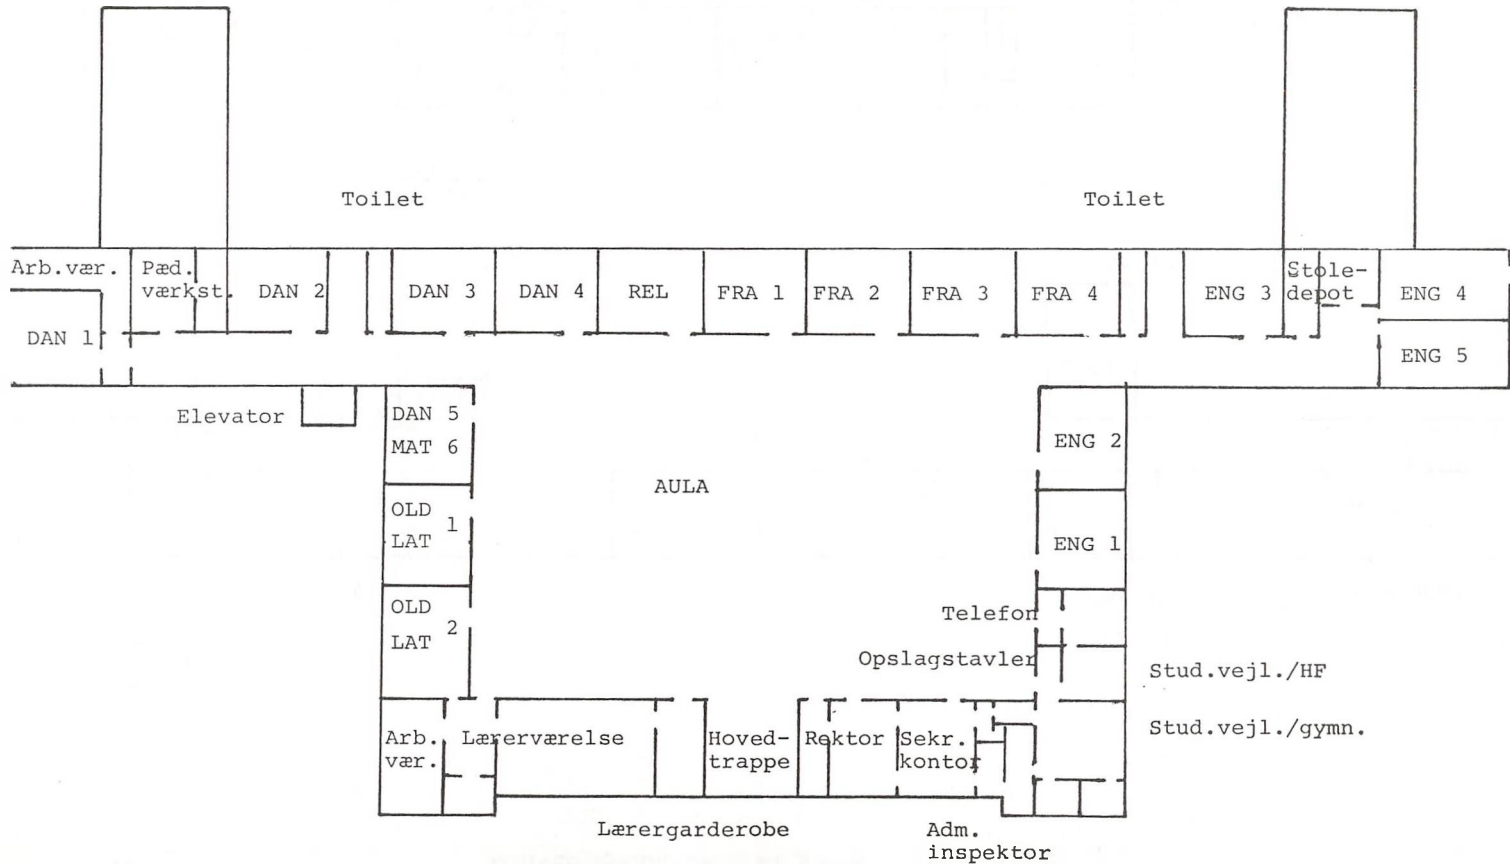 Toilet
Toilet
Arb.vær.
Pæd.
værkst.
DAN 2
DAN 3
DAN 4
REL
FRA 1
FRA 2
FRA 3
FRA 4
ENG 3
Stole-
depot
ENG 4
DAN 1
ENG 5
Elevator
DAN 5
MAT 6
ENG 2
AULA
OLD
LAT 1
ENG 1
OLD
LAT 2
Telefon
Opslagstavler
Stud.vejl./HF
Stud.vejl./gymn.
Arb.
vær.
Lærerværelse
Hoved-
trappe
Rektor
Sekr.
kontor
Lærergarderobe
Adm.
inspektor